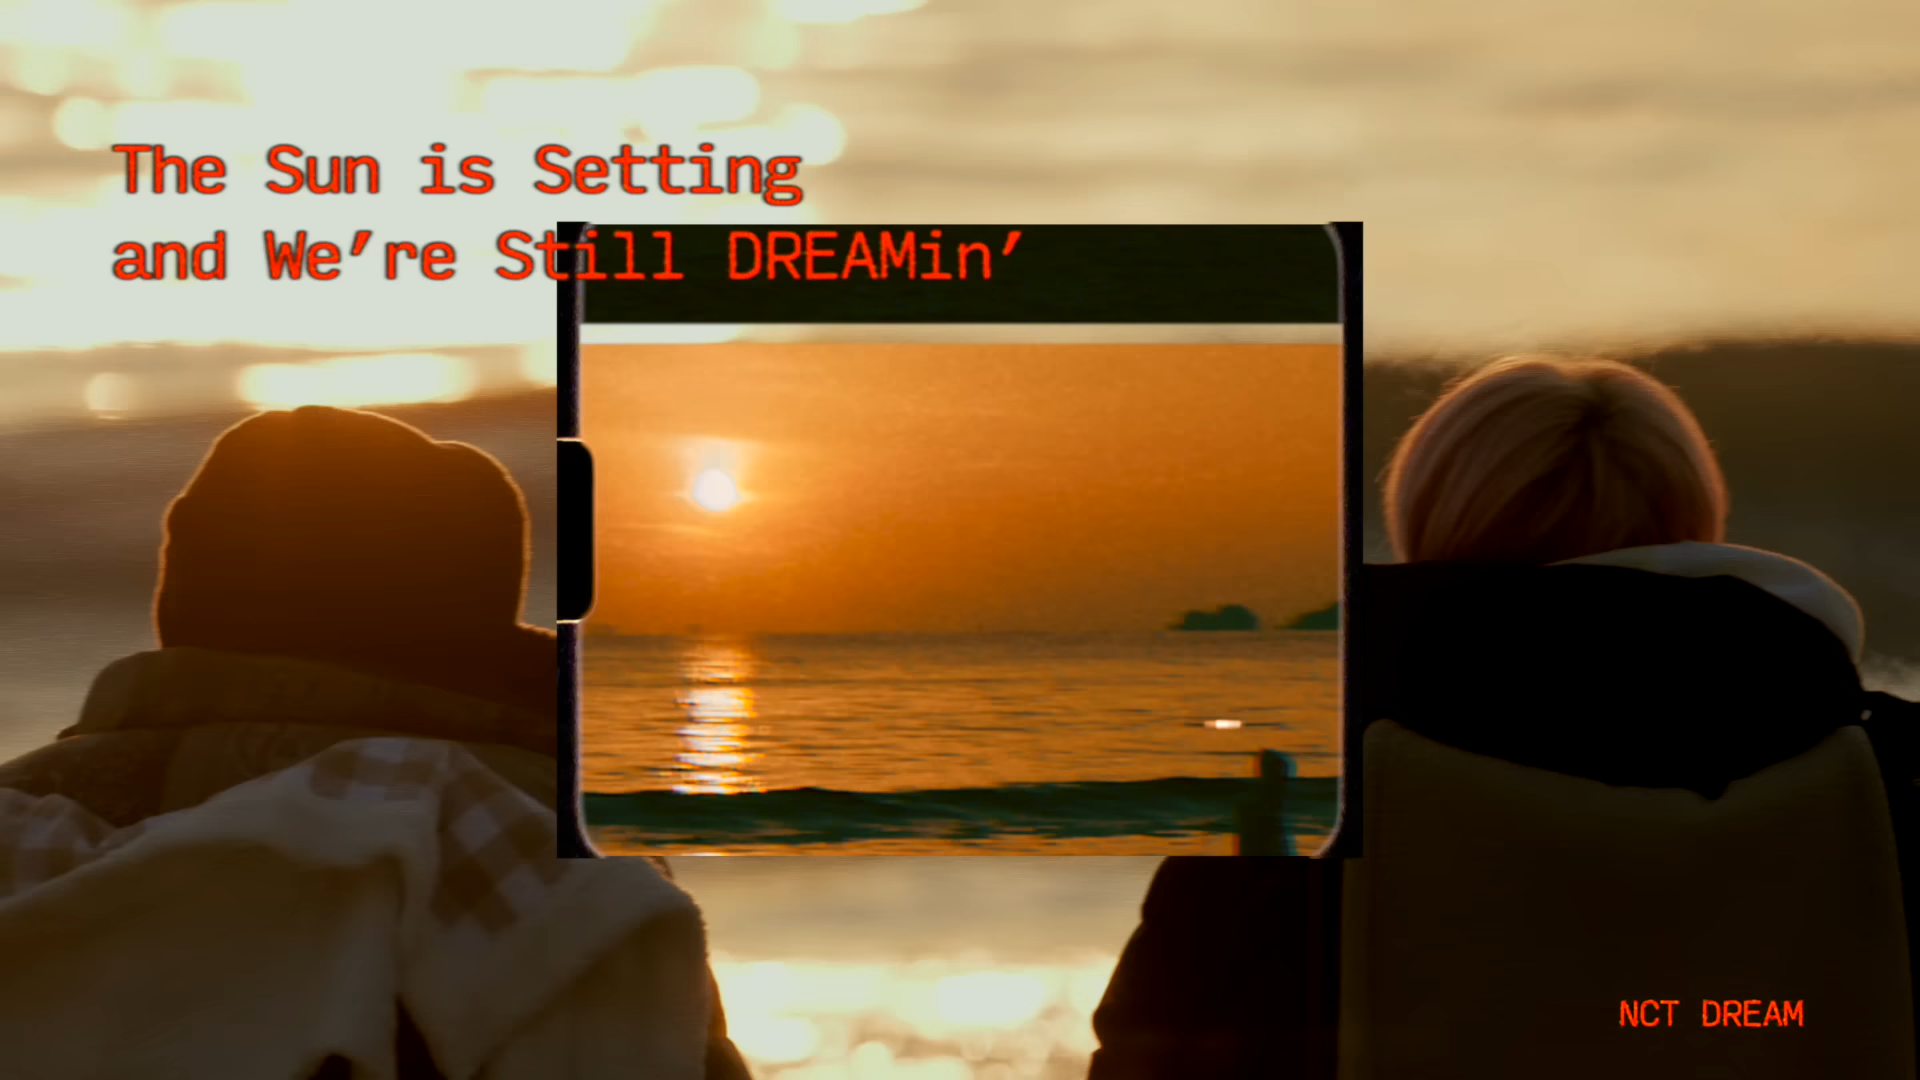 The Sun is Setting
and We’re Still DREAMin’
NCT DREAM